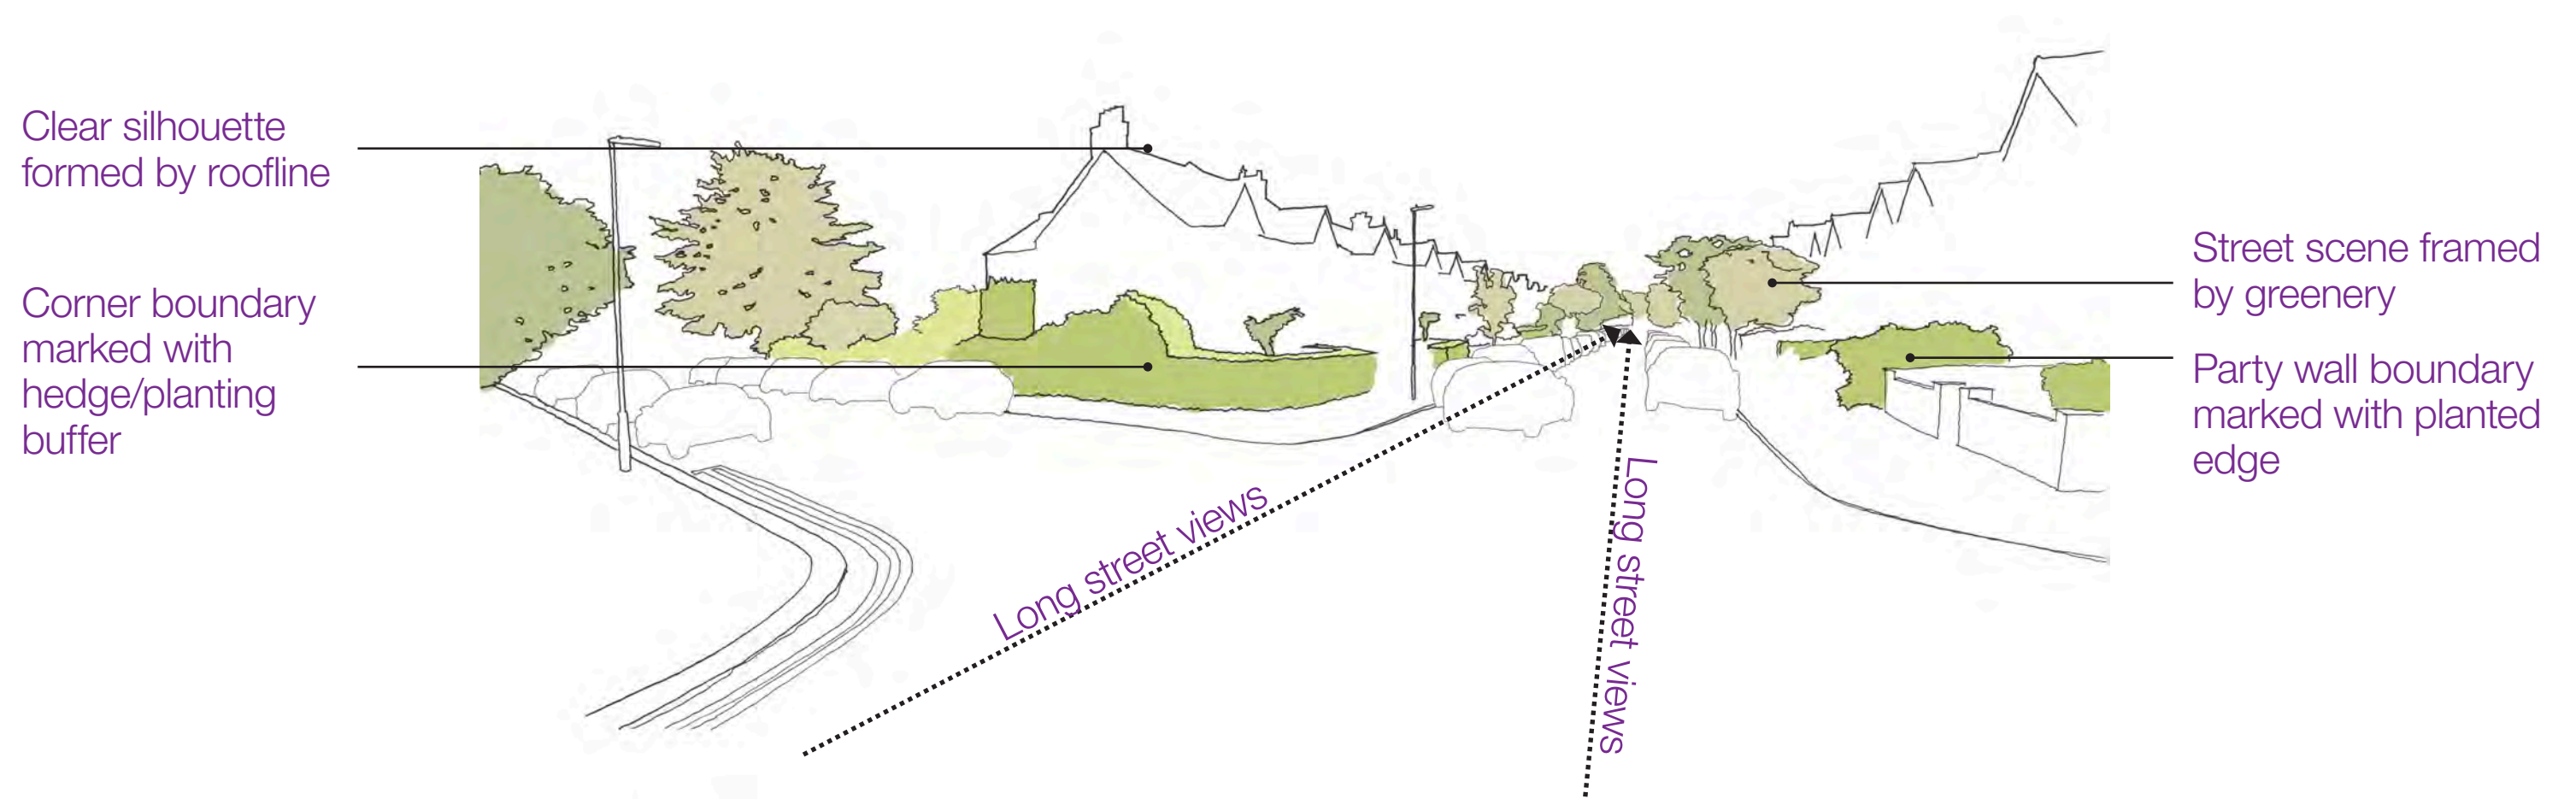 Clear silhouette
formed by roofline
Corner boundary
marked with
hedge/planting
buffer
Long street views
Long street views
Street scene framed
by greenery
Party wall boundary
marked with planted
edge